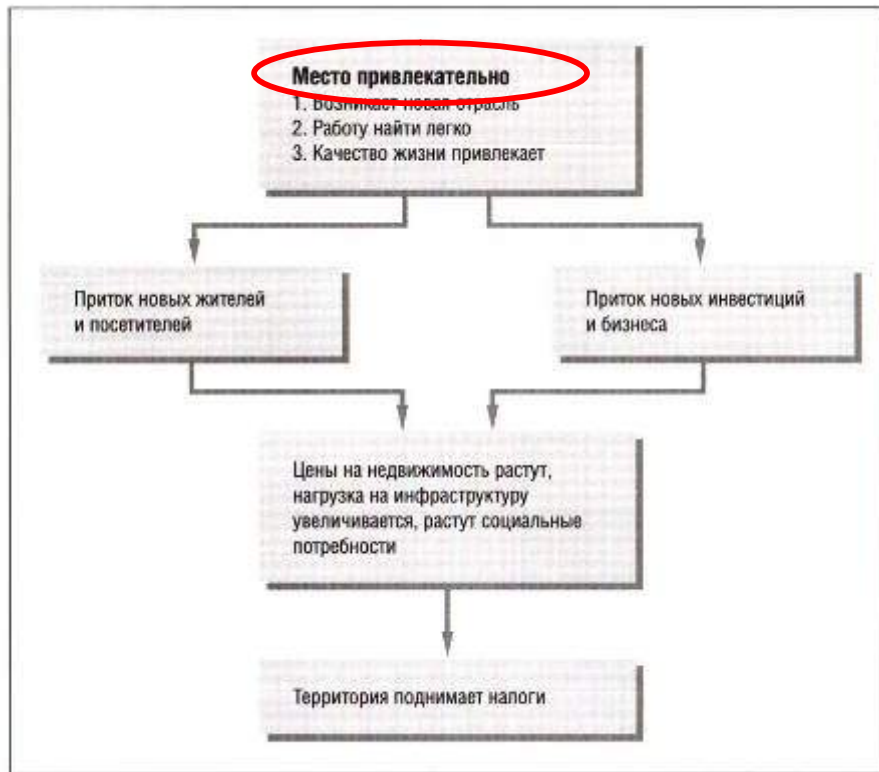 Место привлекательно
1. Возникает новая отрасль
2. Работу найти легко
3. Качество жизни привлекает
Приток новых жителей
и посетителей
Приток новых инвестиций
и бизнеса
Цены на недвижимость растут,
нагрузка на инфраструктуру
увеличивается, растут социальные
потребности
Территория поднимает налоги